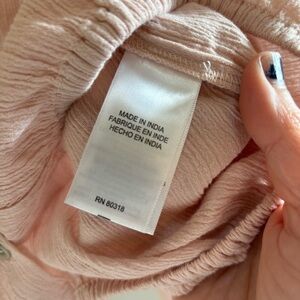 MADE IN INDIA
FABRIQUE EN INDE
HECHO EN INDIA
RN 80318